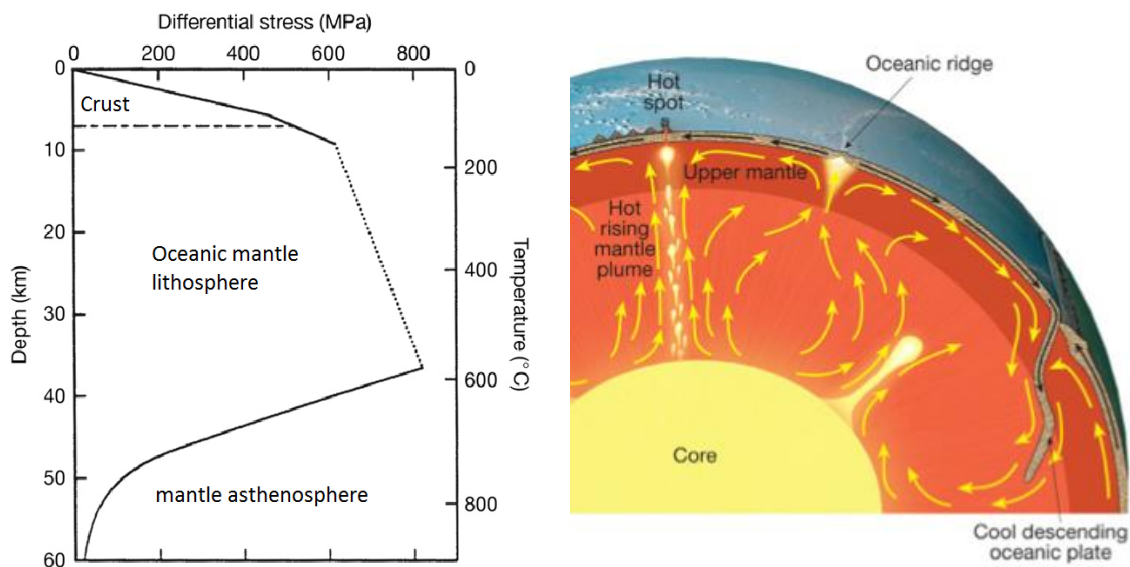 Differential stress (MPa)
0 200 400 600 800
0 0
Crust
10
200
20
Oceanic mantle
lithosphere
400
30
600
40
50
mantle asthenosphere
800
60
Depth (km)
Temperature (°C)
Oceanic ridge
Hot
spot
Upper mantle
Hot
rising
mantle
plume
Core
Cool descending
oceanic plate